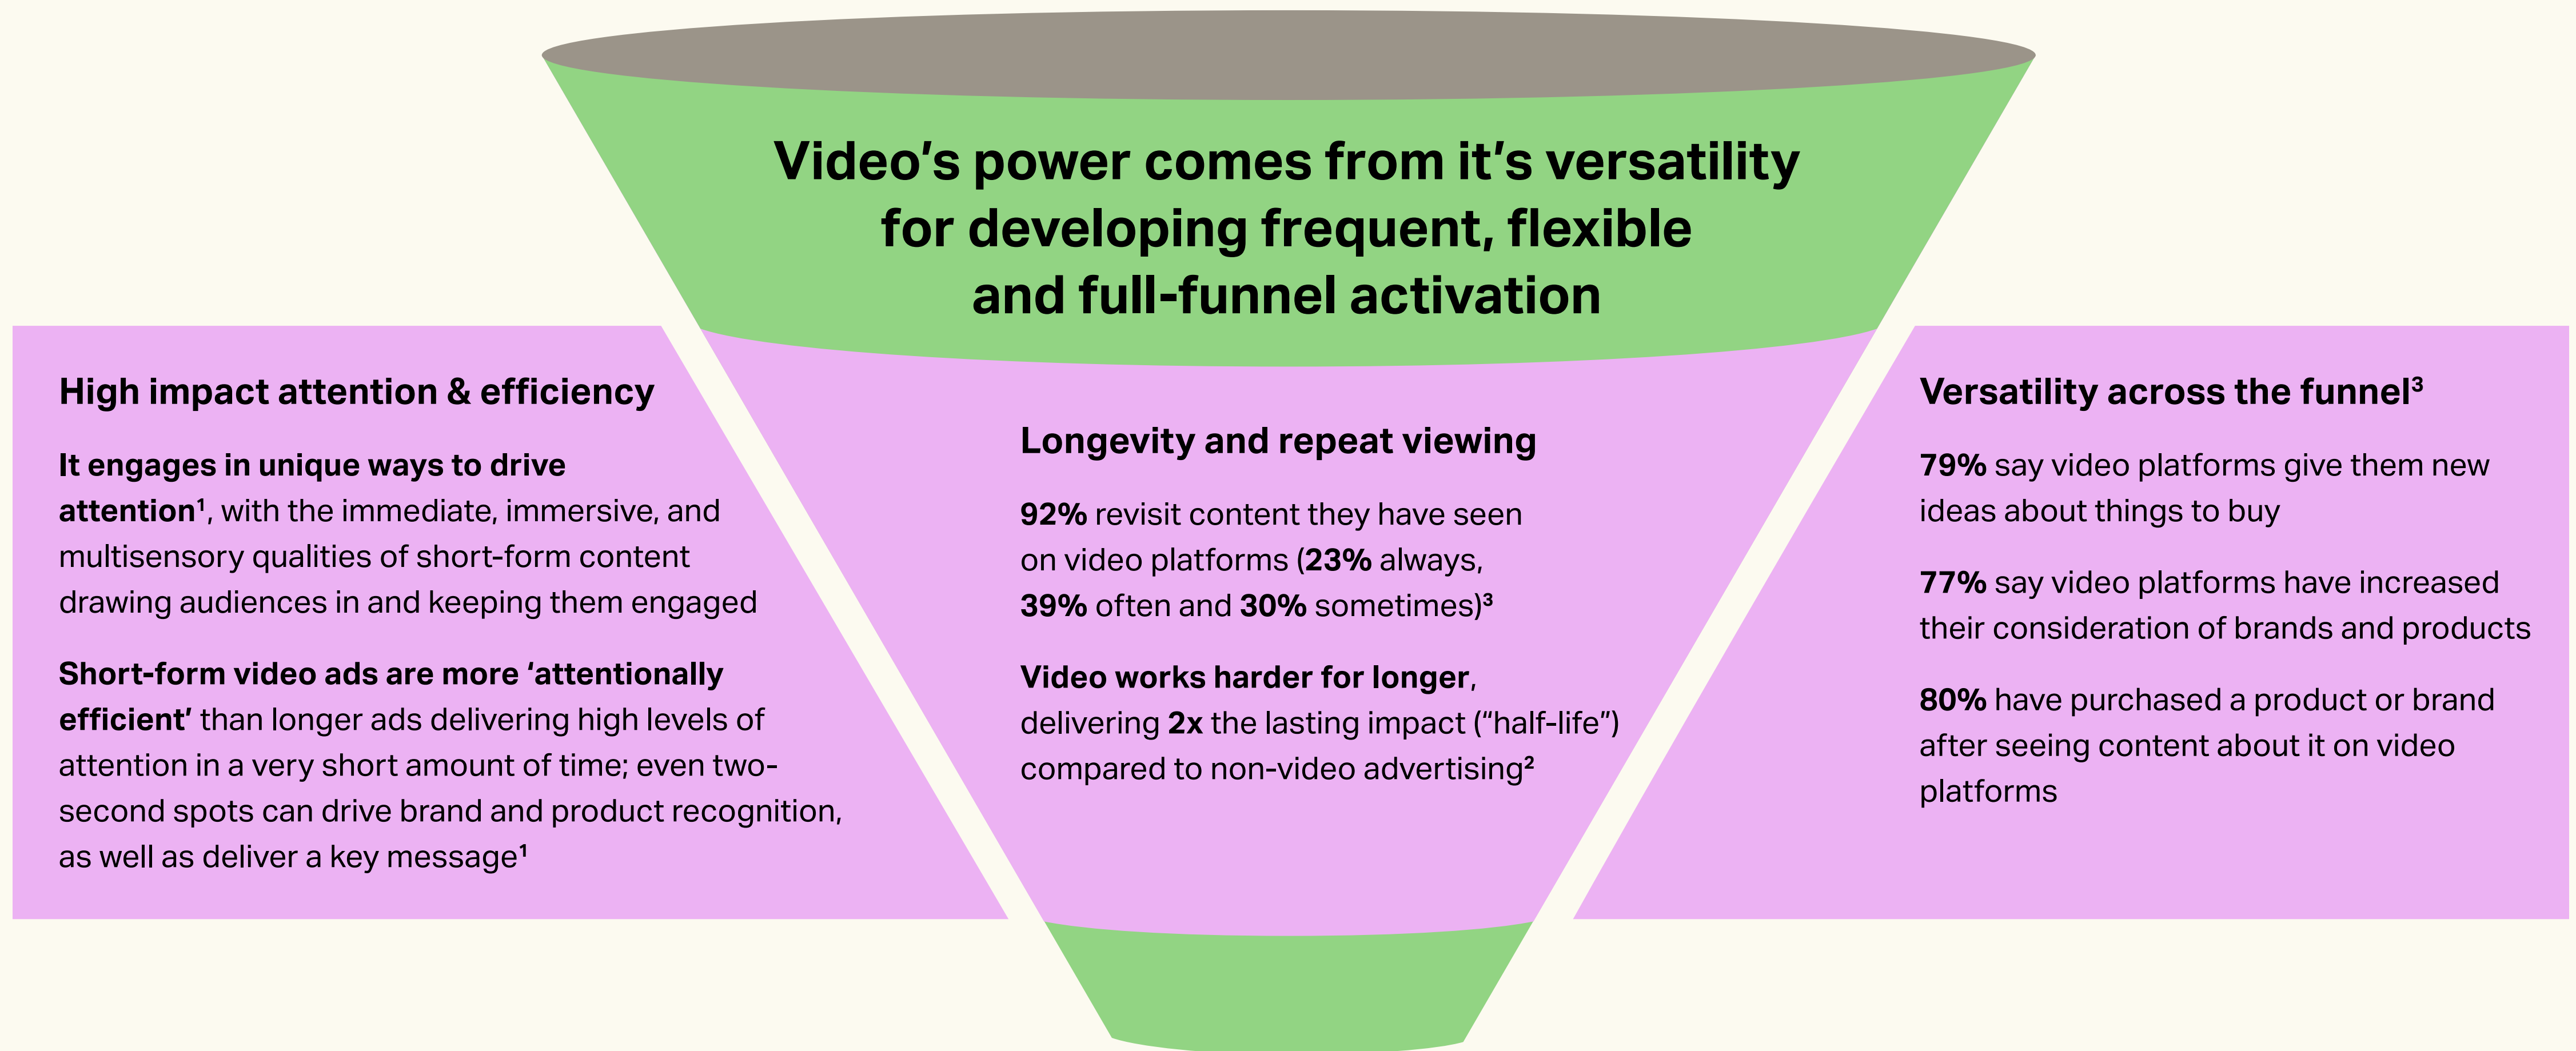 Video’s power comes from it’s versatility
for developing frequent, flexible
and full-funnel activation
High impact attention & efficiency
It engages in unique ways to drive
attention¹, with the immediate, immersive, and
multisensory qualities of short-form content
drawing audiences in and keeping them engaged
Short-form video ads are more ‘attentionally
efficient’ than longer ads delivering high levels of
attention in a very short amount of time; even two-
second spots can drive brand and product recognition,
as well as deliver a key message¹
Longevity and repeat viewing
92% revisit content they have seen
on video platforms (23% always,
39% often and 30% sometimes)³
Video works harder for longer,
delivering 2x the lasting impact (“half-life”)
compared to non-video advertising²
Versatility across the funnel³
79% say video platforms give them new
ideas about things to buy
77% say video platforms have increased
their consideration of brands and products
80% have purchased a product or brand
after seeing content about it on video
platforms